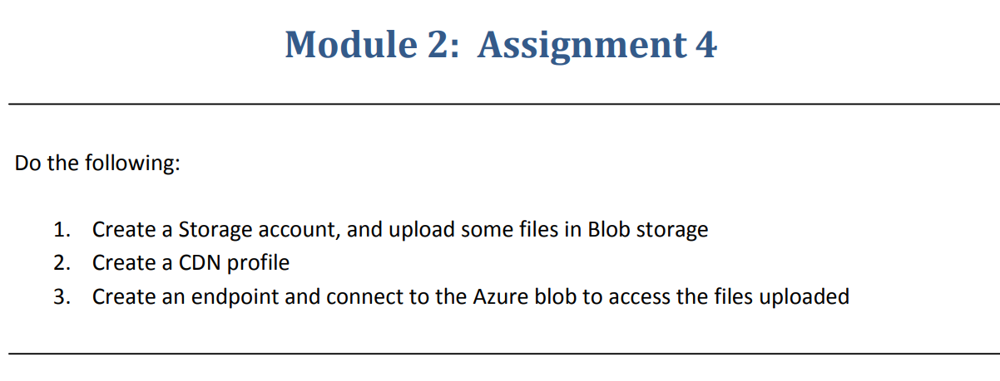 Module 2:  Assignment 4
Do the following:
1. Create a Storage account, and upload some files in Blob storage
2. Create a CDN profile
3. Create an endpoint and connect to the Azure blob to access the files uploaded